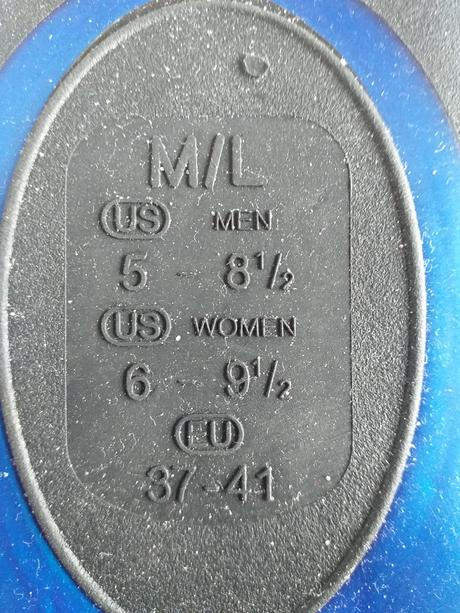 M/L
US MEN
5 - 8½
US WOMEN
6 - 9½
EU
37-41